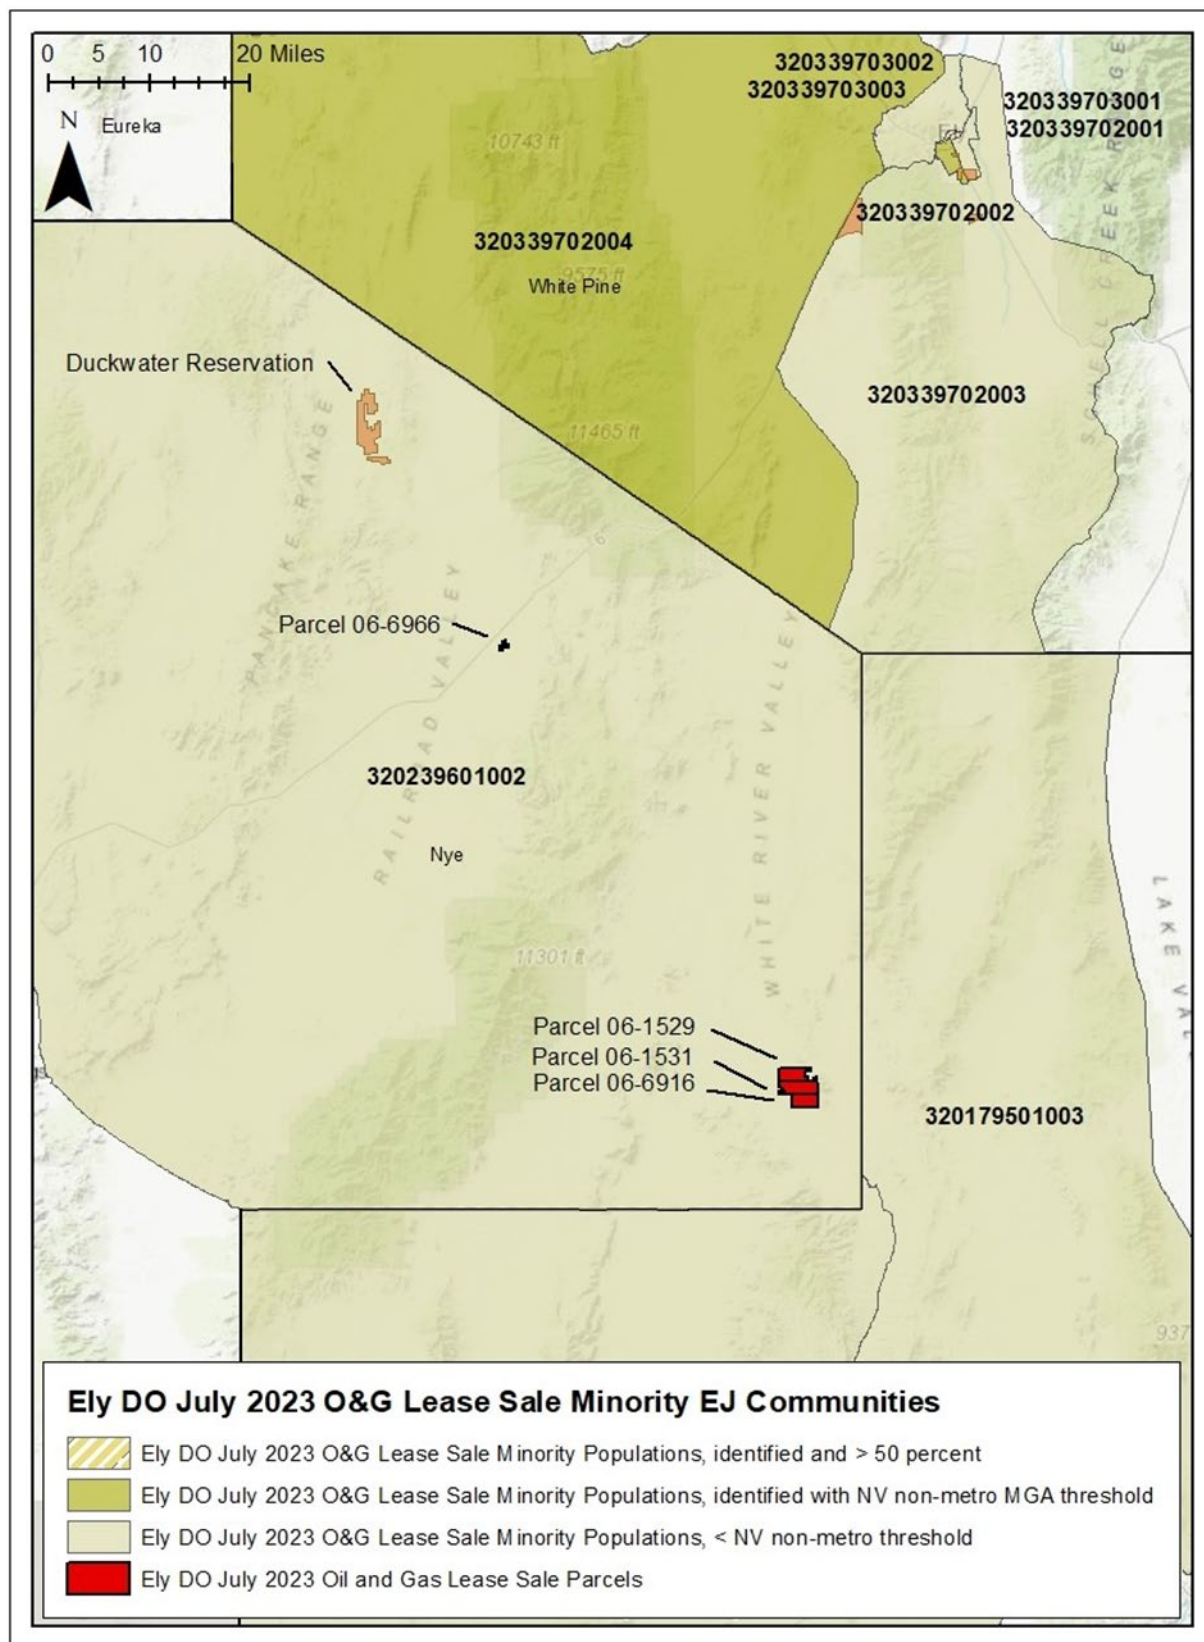 0 5 10 20 Miles
N
Eureka
320339703002
320339703003
320339703001
320339702001
10743 ft
320339702002
320339702004
9575 ft
White Pine
Duckwater Reservation
320339702003
11465 ft
SCHELL CREEK RANGE
PANCAKE RANGE
6
Parcel 06-6966
RAILROAD VALLEY
WHITE RIVER VALLEY
320239601002
Nye
LAKE VAL
11301 ft
Parcel 06-1529
Parcel 06-1531
Parcel 06-6916
320179501003
937
Ely DO July 2023 O&G Lease Sale Minority EJ Communities
Ely DO July 2023 O&G Lease Sale Minority Populations, identified and > 50 percent
Ely DO July 2023 O&G Lease Sale Minority Populations, identified with NV non-metro MGA threshold
Ely DO July 2023 O&G Lease Sale Minority Populations, < NV non-metro threshold
Ely DO July 2023 Oil and Gas Lease Sale Parcels